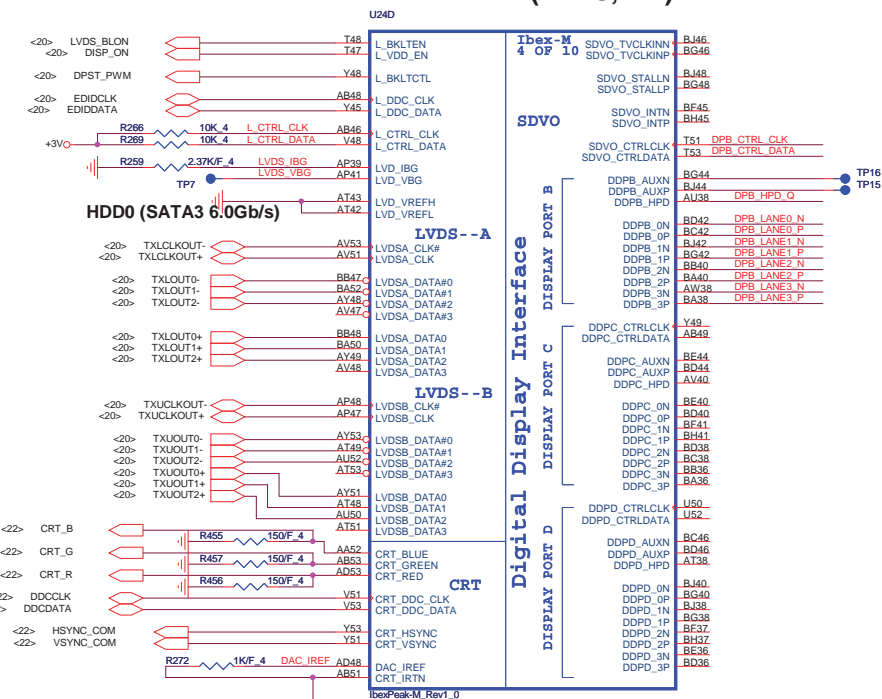 U24D
<20> LVDS_BLON T48 L_BKLTEN Ibex-M SDVO_TVCLKINN BJ46
<20> DISP_ON T47 L_VDD_EN 4 OF 10 SDVO_TVCLKINP BG46
<20> DPST_PWM Y48 L_BKLTCTL SDVO_STALLN BJ48
SDVO_STALLP BG48
<20> EDIDCLK AB48 L_DDC_CLK
<20> EDIDDATA Y45 L_DDC_DATA SDVO_INTN BF45
SDVO SDVO_INTP BH45
R266 10K_4 L_CTRL_CLK AB46 L_CTRL_CLK
+3V R269 10K_4 L_CTRL_DATA V48 L_CTRL_DATA SDVO_CTRLCLK T51 DPB_CTRL_CLK
SDVO_CTRLDATA T53 DPB_CTRL_DATA
R259 2.37K/F_4 LVDS_IBG AP39 LVD_IBG
TP7 LVDS_VBG AP41 LVD_VBG DDPB_AUXN BG44 TP16
DDPB_AUXP BJ44 TP15
AT43 LVD_VREFH DDPB_HPD AU38 DPB_HPD_Q
HDD0 (SATA3 6.0Gb/s) AT42 LVD_VREFL
LVDS--A DDPB_0N BD42 DPB_LANE0_N
DDPB_0P BC42 DPB_LANE0_P
<20> TXLCLKOUT- AV53 LVDSA_CLK# DDPB_1N BJ42 DPB_LANE1_N
<20> TXLCLKOUT+ AV51 LVDSA_CLK DDPB_1P BG42 DPB_LANE1_P
DDPB_2N BB40 DPB_LANE2_N
<20> TXLOUT0- BB47 LVDSA_DATA#0 DDPB_2P BA40 DPB_LANE2_P
<20> TXLOUT1- BA52 LVDSA_DATA#1 DDPB_3N AW38 DPB_LANE3_N
<20> TXLOUT2- AY48 LVDSA_DATA#2 DDPB_3P BA38 DPB_LANE3_P
AV47 LVDSA_DATA#3
DISPLAY PORT B
DDPC_CTRLCLK Y49
<20> TXLOUT0+ BB48 LVDSA_DATA0 DDPC_CTRLDATA AB49
<20> TXLOUT1+ BA50 LVDSA_DATA1
<20> TXLOUT2+ AY49 LVDSA_DATA2 DDPC_AUXN BE44
AV48 LVDSA_DATA3 DDPC_AUXP BD44
DDPC_HPD AV40
LVDS--B
<20> TXUCLKOUT- AP48 LVDSB_CLK# DDPC_0N BE40
<20> TXUCLKOUT+ AP47 LVDSB_CLK DDPC_0P BD40
DDPC_1N BF41
<20> TXUOUT0- AY53 LVDSB_DATA#0 DDPC_1P BH41
<20> TXUOUT1- AT49 LVDSB_DATA#1 DDPC_2N BD38
<20> TXUOUT2- AU52 LVDSB_DATA#2 DDPC_2P BC38
<20> TXUOUT0+ AT53 LVDSB_DATA#3 DDPC_3N BB36
<20> TXUOUT1+ DDPC_3P BA36
<20> TXUOUT2+ AY51 LVDSB_DATA0
AT48 LVDSB_DATA1
AU50 LVDSB_DATA2
AT51 LVDSB_DATA3
DISPLAY PORT C
Digital Display Interface
DDPD_CTRLCLK U50
DDPD_CTRLDATA U52
<22> CRT_B R455 150/F_4 AA52 CRT_BLUE DDPD_AUXN BC46
<22> CRT_G R457 150/F_4 AB53 CRT_GREEN DDPD_AUXP BD46
<22> CRT_R R456 150/F_4 AD53 CRT_RED DDPD_HPD AT38
CRT
22> DDCCLK V51 CRT_DDC_CLK DDPD_0N BJ40
> DDCDATA V53 CRT_DDC_DATA DDPD_0P BG40
DDPD_1N BJ38
<22> HSYNC_COM Y53 CRT_HSYNC DDPD_1P BG38
<22> VSYNC_COM Y51 CRT_VSYNC DDPD_2N BF37
DDPD_2P BH37
R272 1K/F_4 DAC_IREF AD48 DAC_IREF DDPD_3N BE36
AB51 CRT_IRTN DDPD_3P BD36
DISPLAY PORT D
IbexPeak-M_Rev1_0